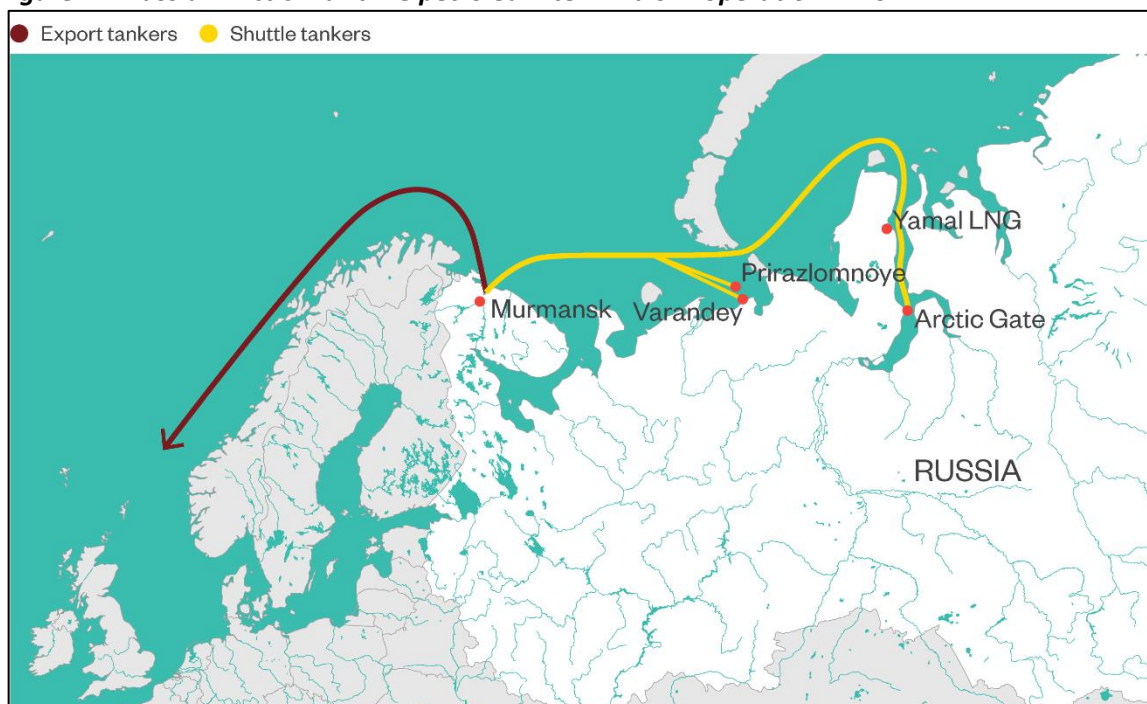 Export tankers Shuttle tankers
Yamal LNG
Prirazlomnoye
Murmansk
Varandey
Arctic Gate
RUSSIA